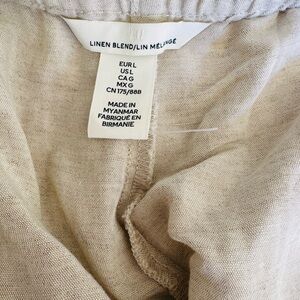 LINEN BLEND/LIN MÉLANGÉ
EUR L
US L
CA G
MX G
CN 175/88B
MADE IN
MYANMAR
FABRIQUÉ EN
BIRMANIE